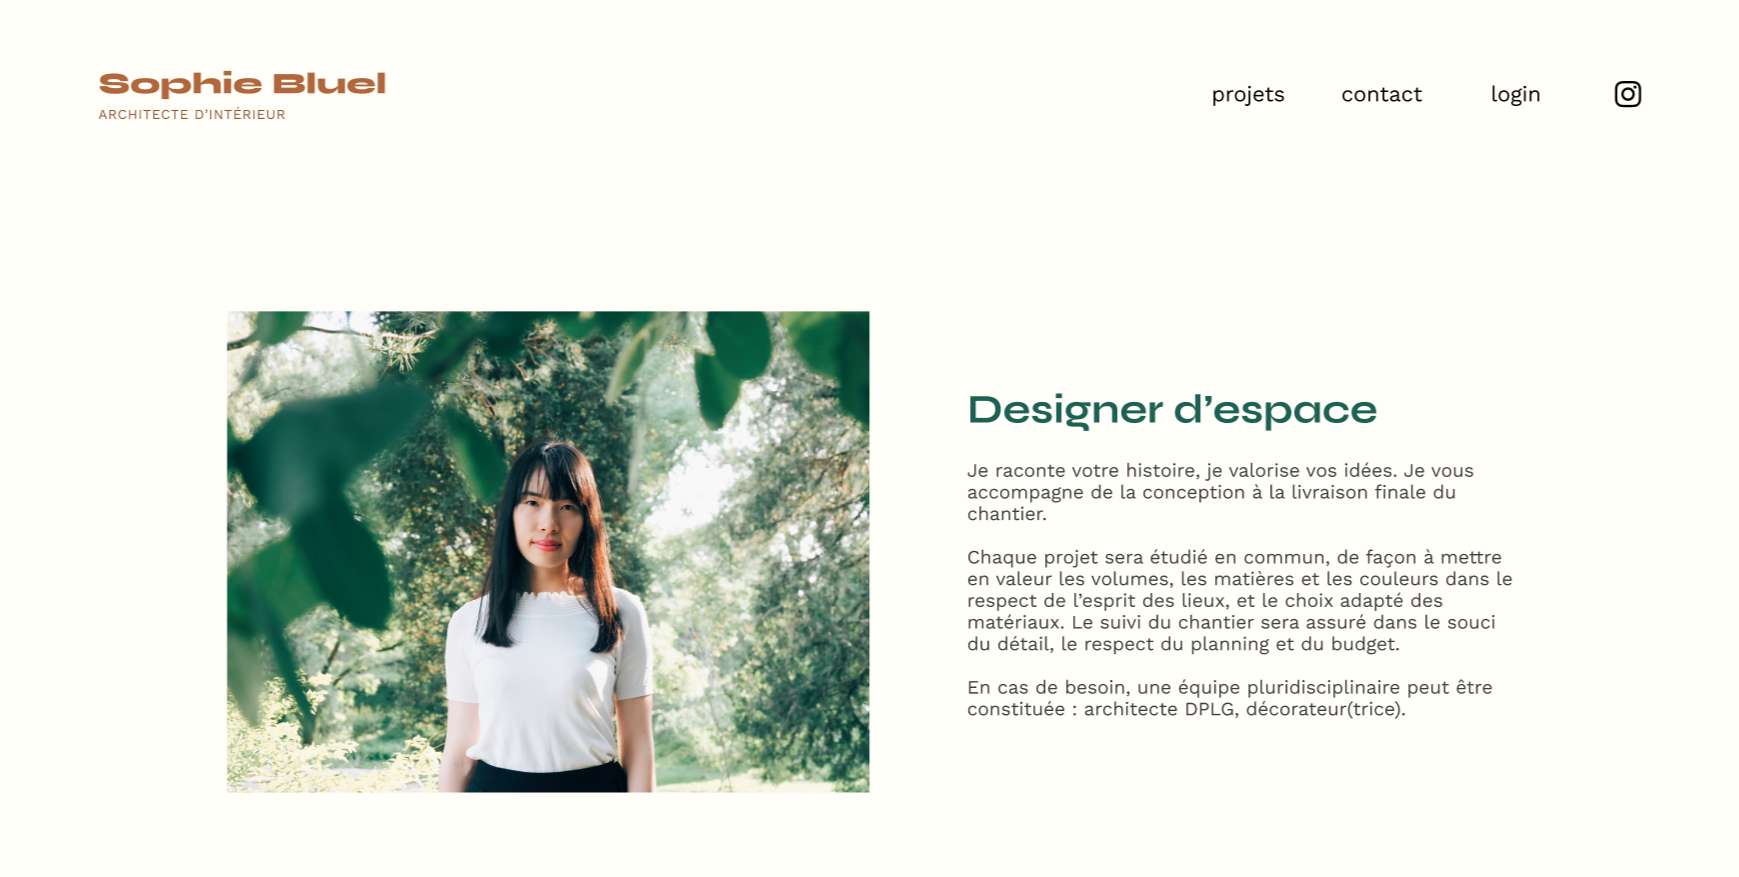 Sophie Bluel
ARCHITECTE D’INTÉRIEUR
projets contact login
Designer d’espace
Je raconte votre histoire, je valorise vos idées. Je vous
accompagne de la conception à la livraison finale du
chantier.
Chaque projet sera étudié en commun, de façon à mettre
en valeur les volumes, les matières et les couleurs dans le
respect de l’esprit des lieux, et le choix adapté des
matériaux. Le suivi du chantier sera assuré dans le souci
du détail, le respect du planning et du budget.
En cas de besoin, une équipe pluridisciplinaire peut être
constituée : architecte DPLG, décorateur(trice).